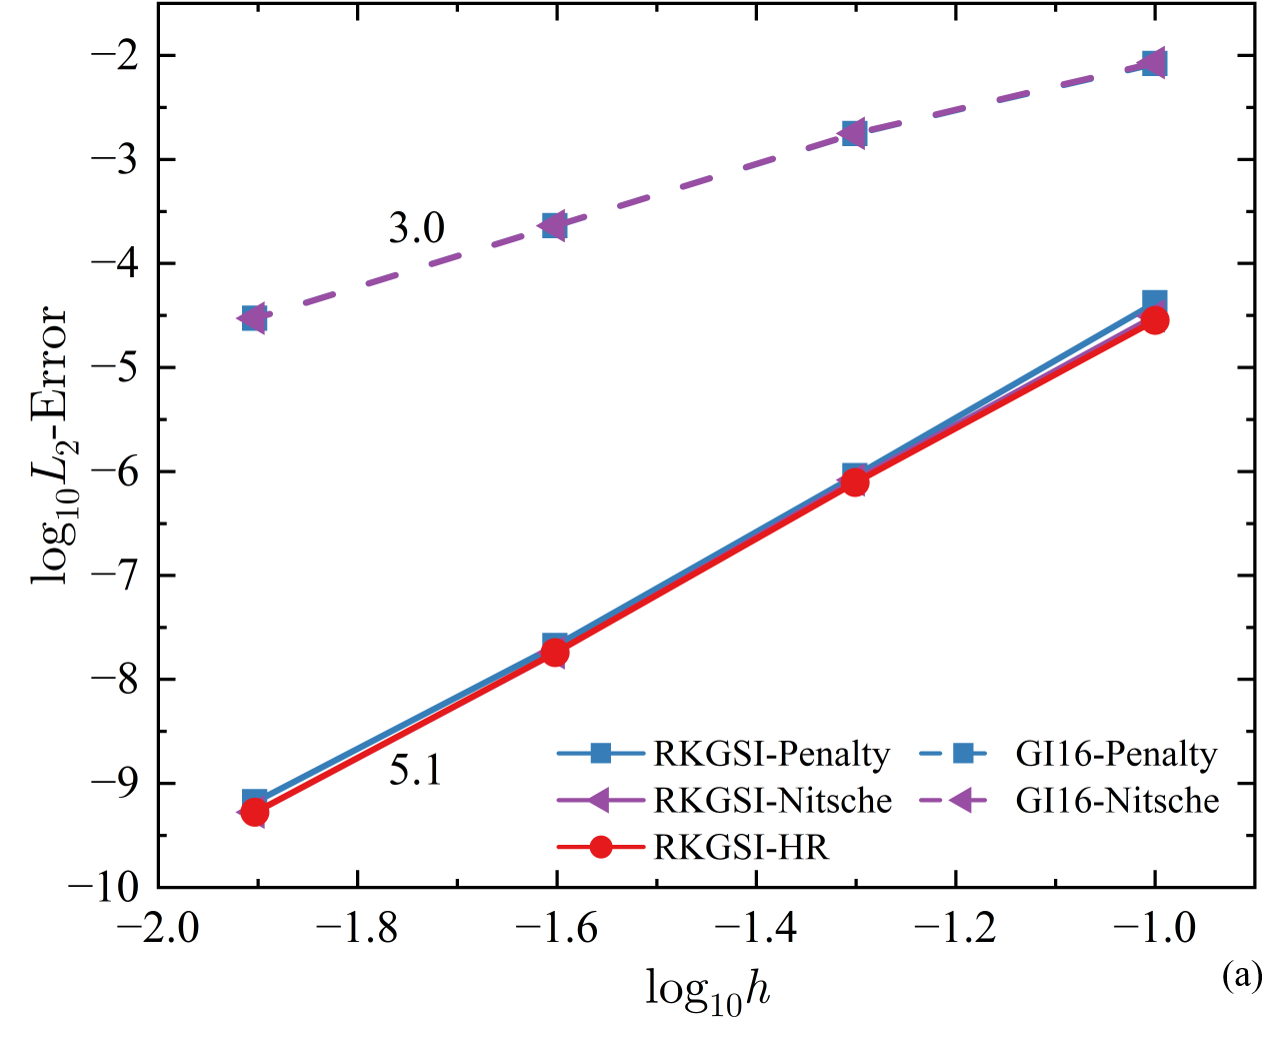 −2
−3
−4
−5
−6
−7
−8
−9
−10
log₁₀L₂-Error
3.0
5.1
RKGSI-Penalty
GI16-Penalty
RKGSI-Nitsche
GI16-Nitsche
RKGSI-HR
−2.0 −1.8 −1.6 −1.4 −1.2 −1.0
log₁₀h
(a)